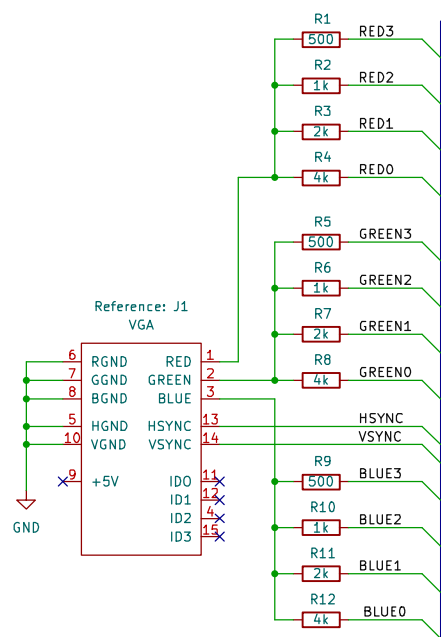 R1
500
RED3
R2
1k
RED2
R3
2k
RED1
R4
4k
RED0
R5
500
GREEN3
R6
1k
GREEN2
R7
2k
GREEN1
R8
4k
GREEN0
Reference: J1
VGA
6 RGND RED 1
7 GGND GREEN 2
8 BGND BLUE 3
5 HGND HSYNC 13
10 VGND VSYNC 14
9 +5V ID0 11
ID1 12
ID2 4
ID3 15
GND
HSYNC
VSYNC
R9
500
BLUE3
R10
1k
BLUE2
R11
2k
BLUE1
R12
4k
BLUE0